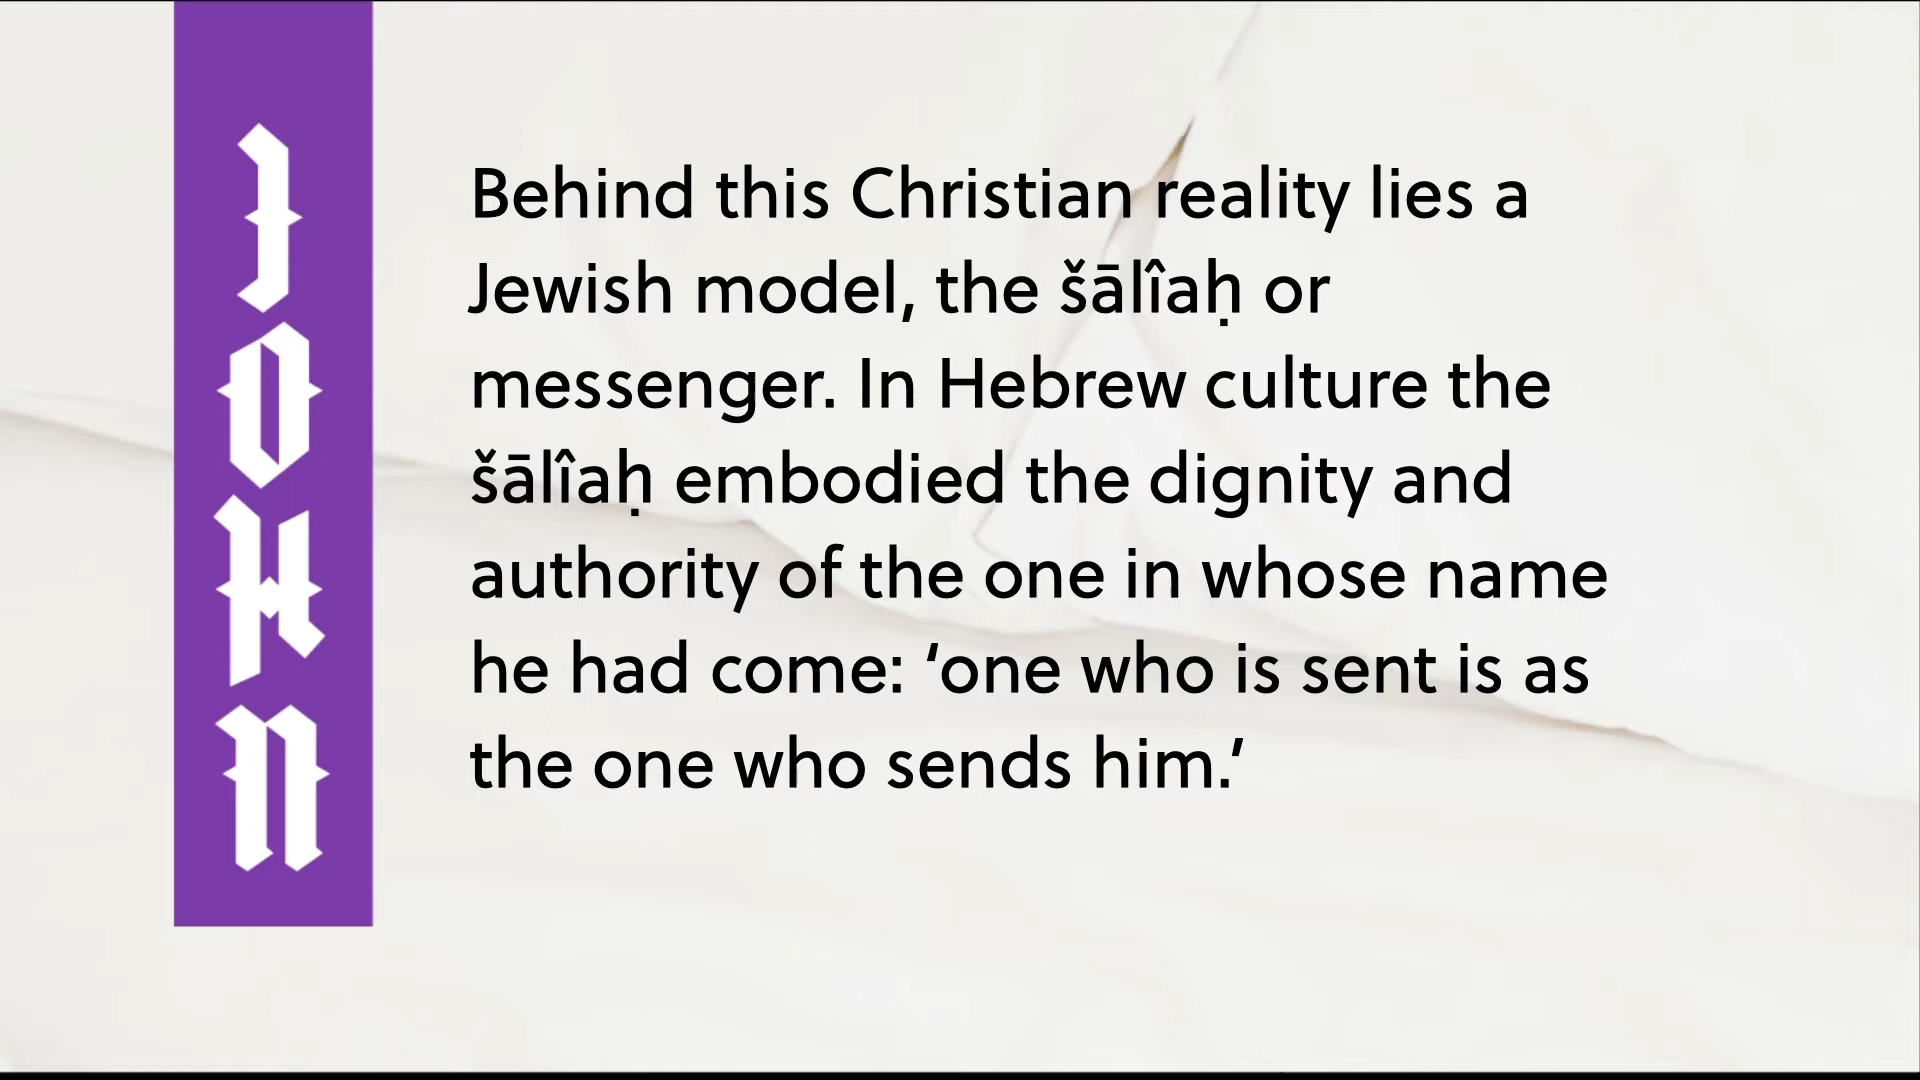 JOHN
Behind this Christian reality lies a
Jewish model, the šālîaḥ or
messenger. In Hebrew culture the
šālîaḥ embodied the dignity and
authority of the one in whose name
he had come: ‘one who is sent is as
the one who sends him.’